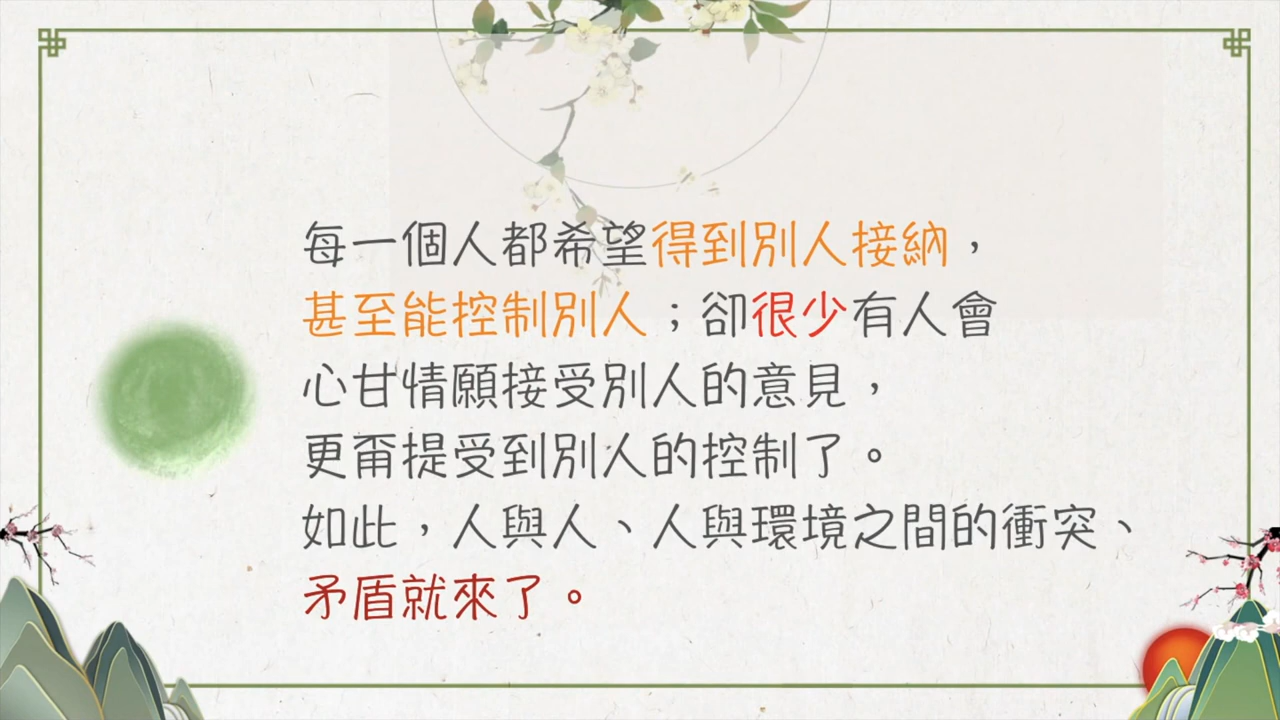 每一個人都希望得到別人接納，
甚至能控制別人；卻很少有人會
心甘情願接受別人的意見，
更甭提受到別人的控制了。
如此，人與人、人與環境之間的衝突、
矛盾就來了。